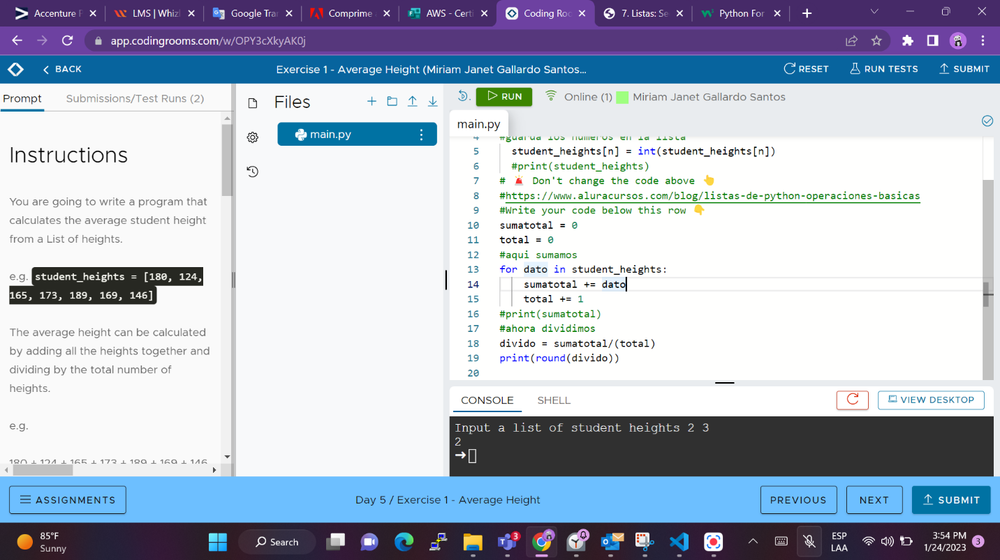 Accenture F
LMS | Whizl
Google Trar
Comprime
AWS - Certi
Coding Roo
7. Listas: Se
Python For
app.codingrooms.com/w/OPY3cXkyAK0j
BACK
Exercise 1 - Average Height (Miriam Janet Gallardo Santos...
RESET
RUN TESTS
SUBMIT
Prompt
Submissions/Test Runs (2)
Instructions
You are going to write a program that
calculates the average student height
from a List of heights.
e.g. student_heights = [180, 124,
165, 173, 189, 169, 146]
The average height can be calculated
by adding all the heights together and
dividing by the total number of
heights.
e.g.
180 + 124 + 165 + 173 + 189 + 169 + 146
Files
main.py
RUN
Online (1)
Miriam Janet Gallardo Santos
main.py
4 #guarda los numeros en la lista
5 student_heights[n] = int(student_heights[n])
6 #print(student_heights)
7 # 🚨 Don't change the code above 👆
8 #https://www.aluracursos.com/blog/listas-de-python-operaciones-basicas
9 #Write your code below this row 👇
10 sumatotal = 0
11 total = 0
12 #aqui sumamos
13 for dato in student_heights:
14 sumatotal += dato
15 total += 1
16 #print(sumatotal)
17 #ahora dividimos
18 divido = sumatotal/(total)
19 print(round(divido))
20
CONSOLE
SHELL
VIEW DESKTOP
Input a list of student heights 2 3
2
→
ASSIGNMENTS
Day 5 / Exercise 1 - Average Height
PREVIOUS
NEXT
SUBMIT
85°F
Sunny
Search
3
ESP
LAA
3:54 PM
1/24/2023
3